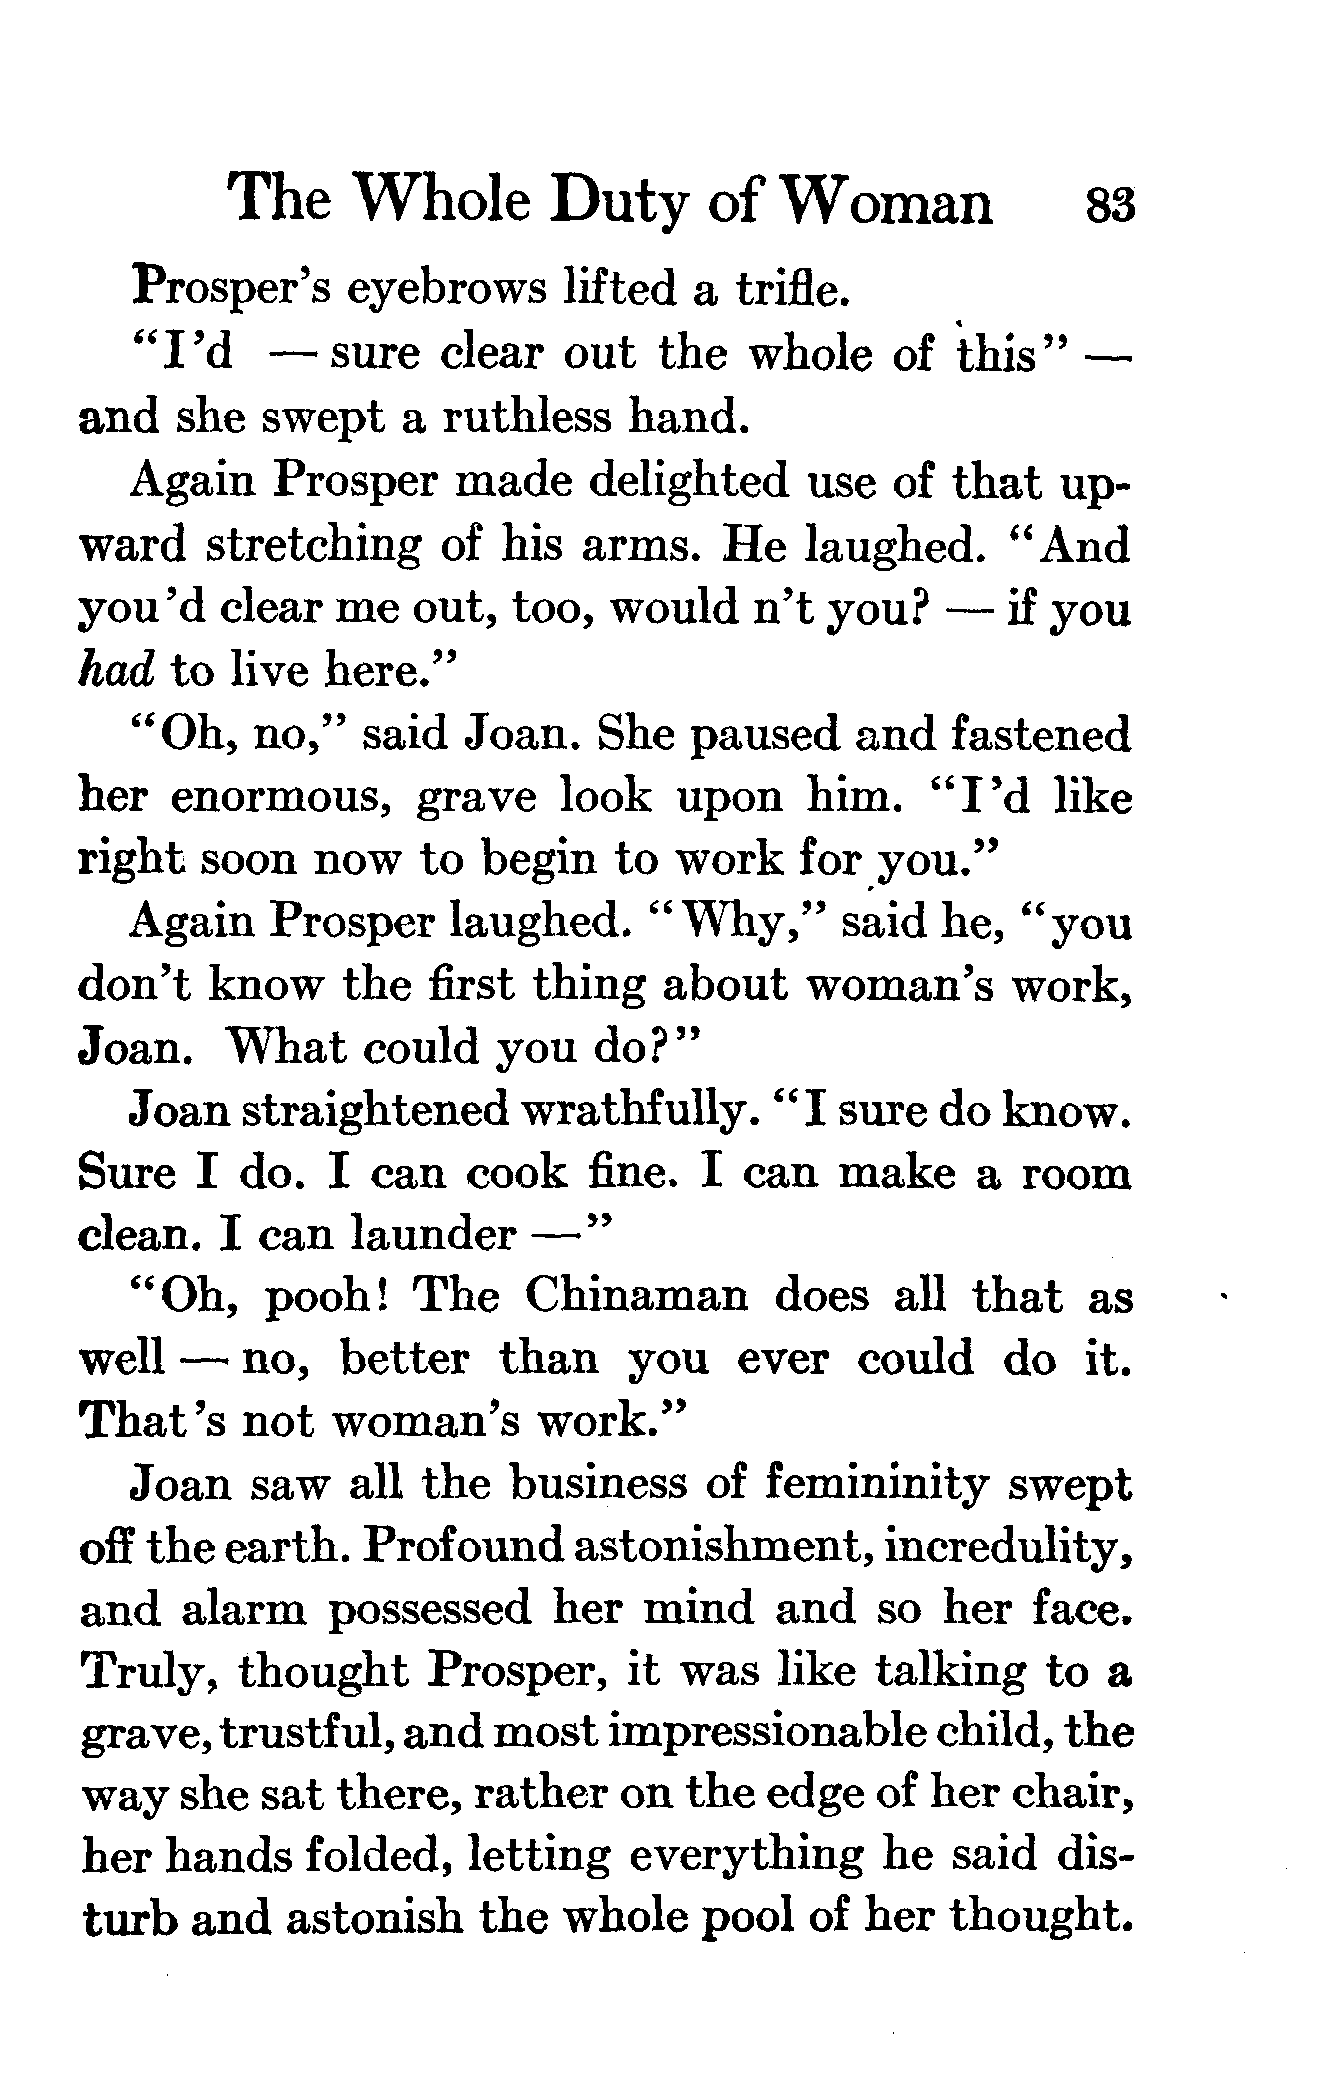 The Whole Duty of Woman 83
Prosper's eyebrows lifted a trifle.
"I'd — sure clear out the whole of this" —
and she swept a ruthless hand.
Again Prosper made delighted use of that up-
ward stretching of his arms. He laughed. "And
you'd clear me out, too, would n't you? — if you
had to live here."
"Oh, no," said Joan. She paused and fastened
her enormous, grave look upon him. "I'd like
right soon now to begin to work for you."
Again Prosper laughed. "Why," said he, "you
don't know the first thing about woman's work,
Joan. What could you do?"
Joan straightened wrathfully. "I sure do know.
Sure I do. I can cook fine. I can make a room
clean. I can launder —"
"Oh, pooh! The Chinaman does all that as
well — no, better than you ever could do it.
That's not woman's work."
Joan saw all the business of femininity swept
off the earth. Profound astonishment, incredulity,
and alarm possessed her mind and so her face.
Truly, thought Prosper, it was like talking to a
grave, trustful, and most impressionable child, the
way she sat there, rather on the edge of her chair,
her hands folded, letting everything he said dis-
turb and astonish the whole pool of her thought.